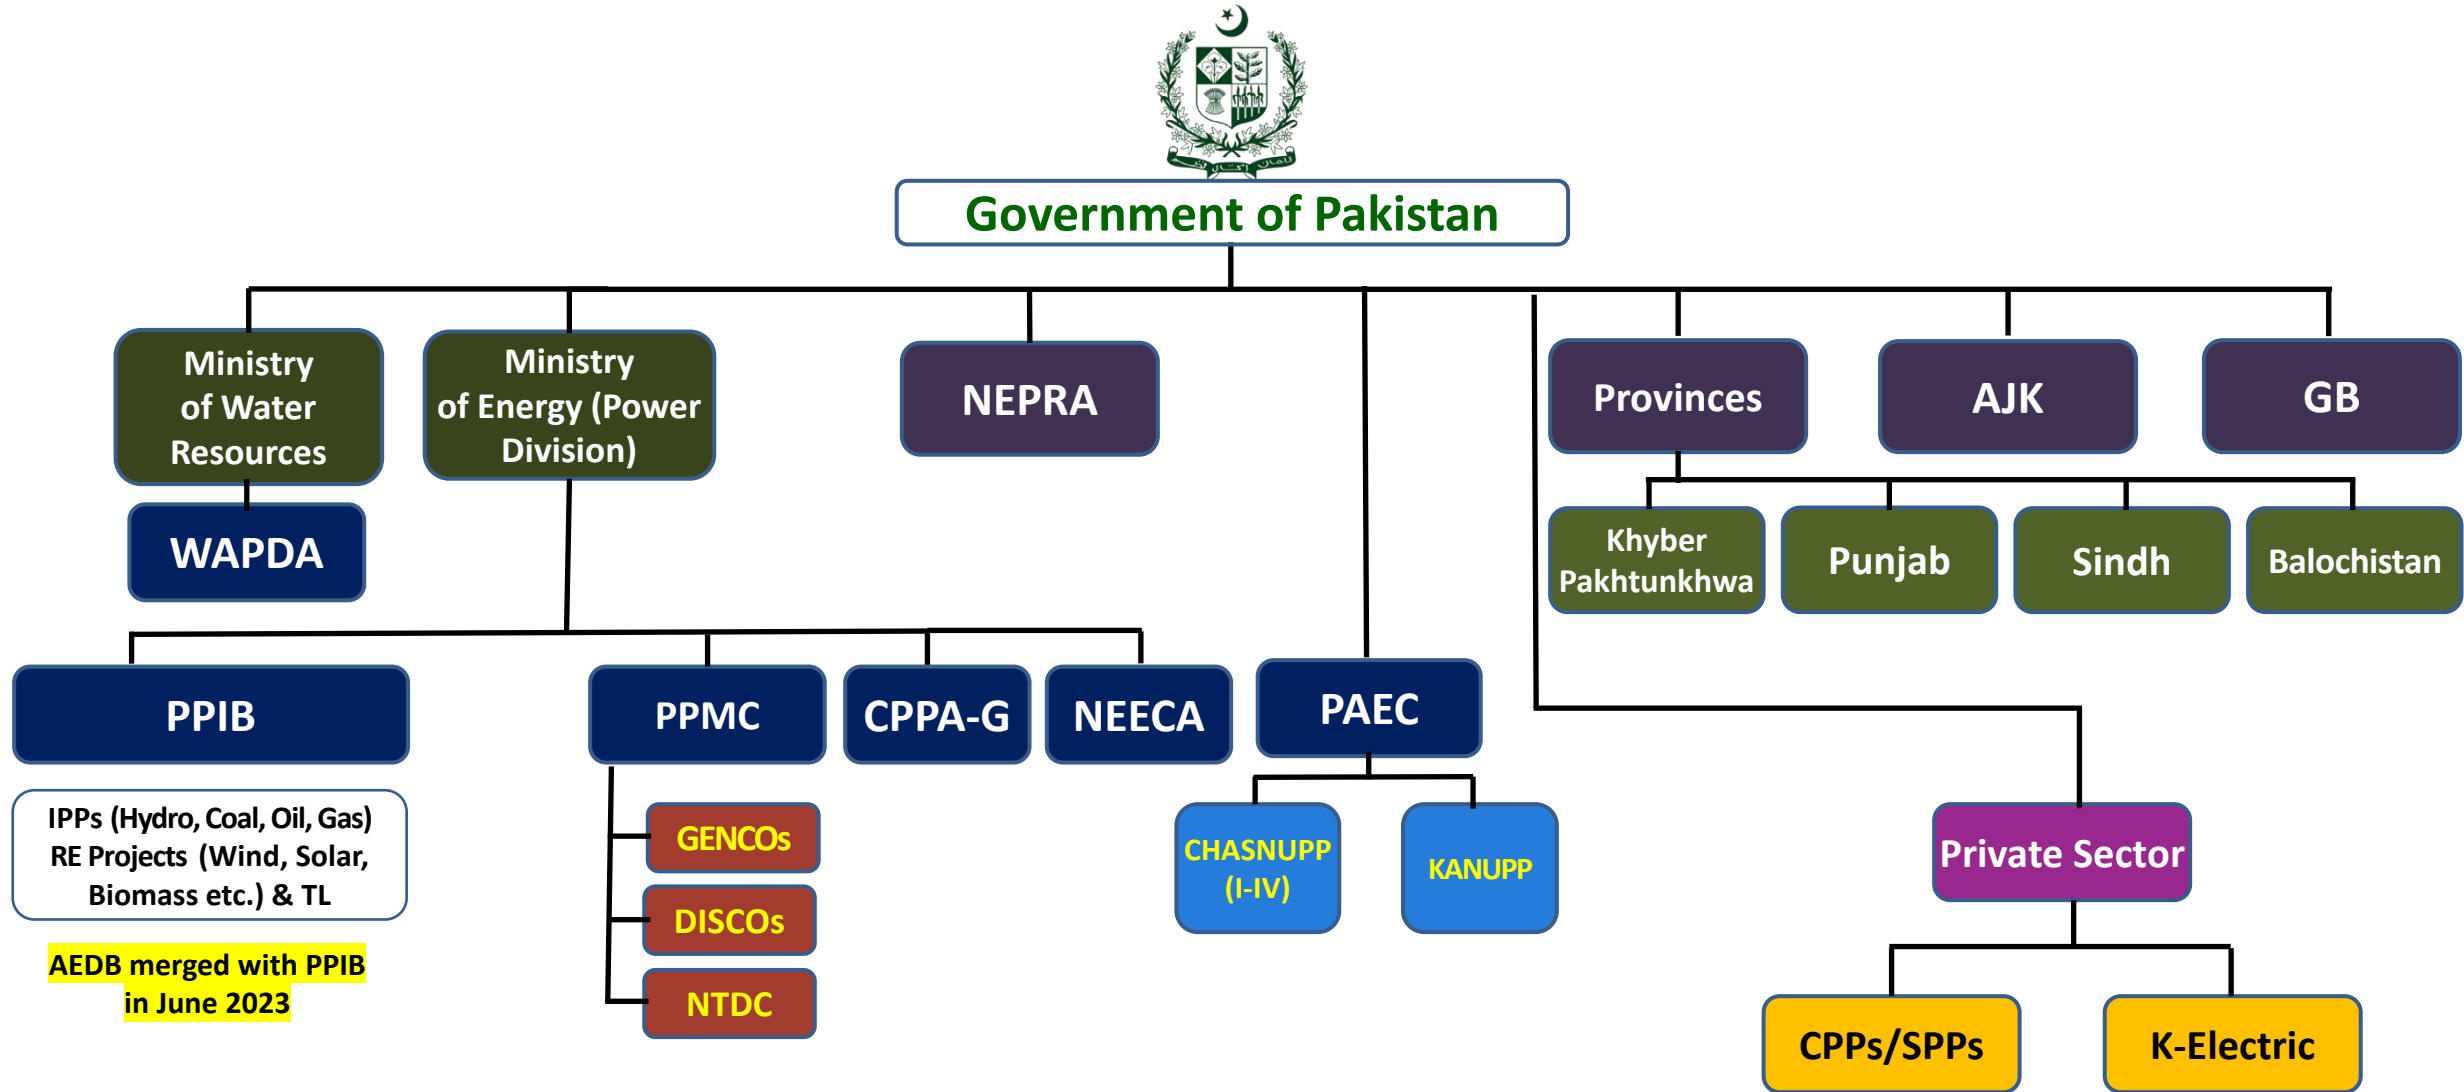 Government of Pakistan
Ministry
of Water
Resources
Ministry
of Energy (Power
Division)
NEPRA
Provinces
AJK
GB
WAPDA
Khyber
Pakhtunkhwa
Punjab
Sindh
Balochistan
PPIB
PPMC
CPPA-G
NEECA
PAEC
IPPs (Hydro, Coal, Oil, Gas)
RE Projects (Wind, Solar,
Biomass etc.) & TL
AEDB merged with PPIB
in June 2023
GENCOs
DISCOs
NTDC
CHASNUPP
(I-IV)
KANUPP
Private Sector
CPPs/SPPs
K-Electric